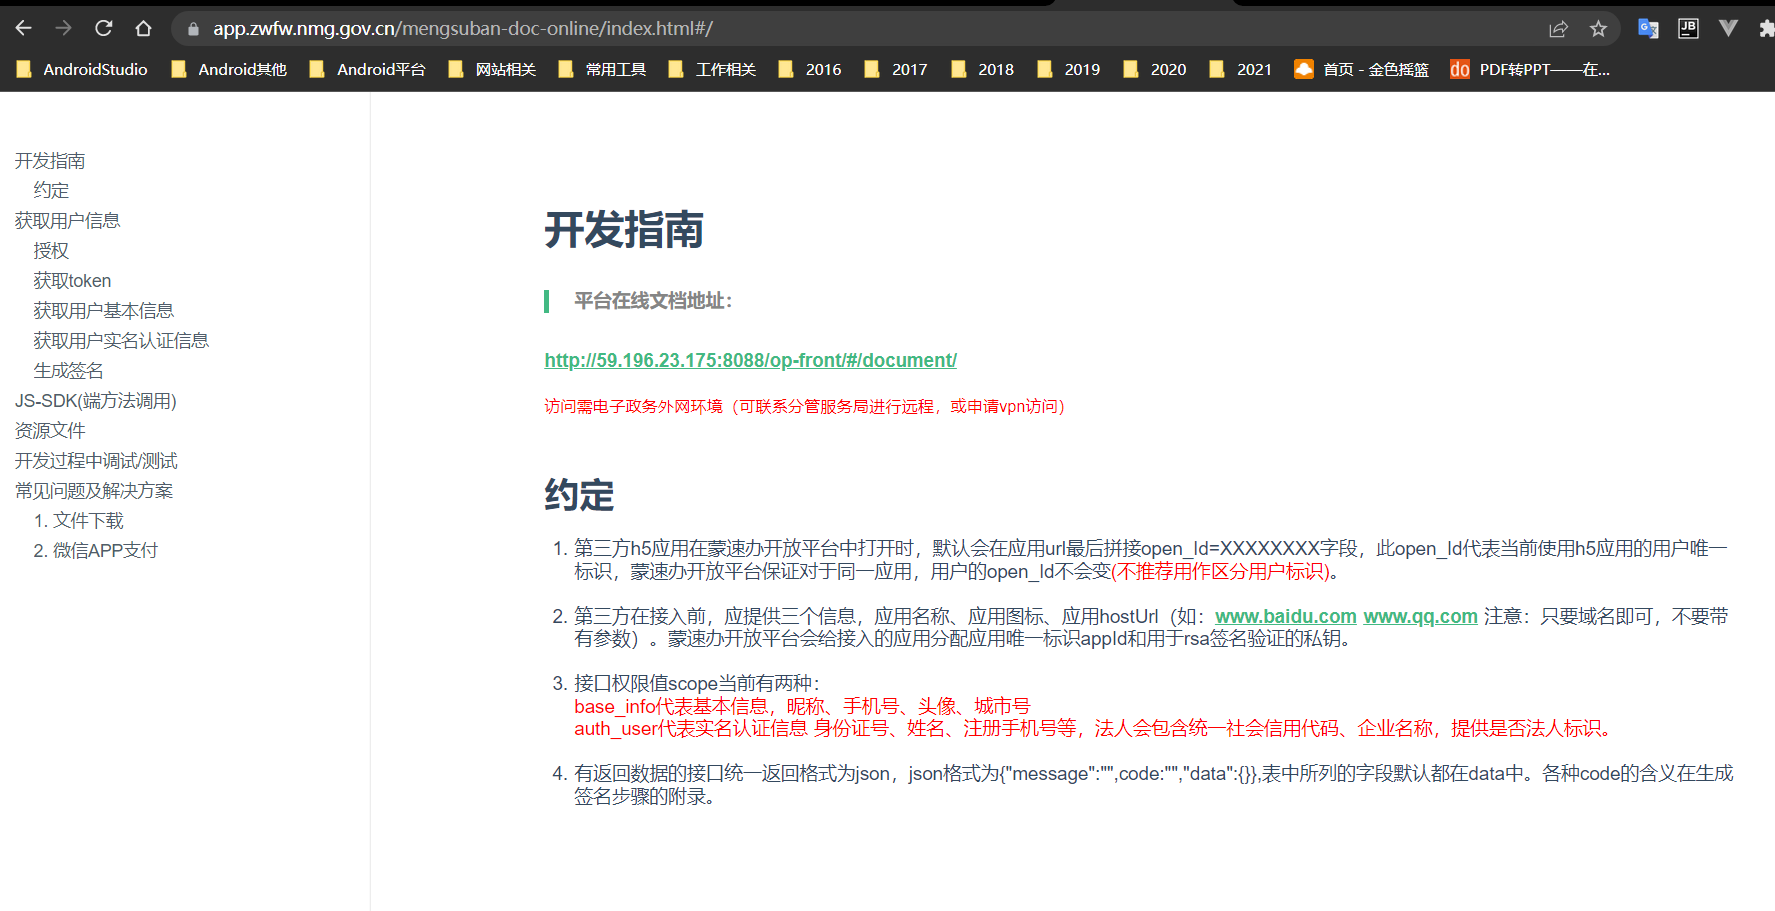 app.zwfw.nmg.gov.cn/mengsuban-doc-online/index.html#/
AndroidStudio Android其他 Android平台 网站相关 常用工具 工作相关 2016 2017 2018 2019 2020 2021 首页 - 金色摇篮 do PDF转PPT——在...
JB
开发指南
约定
获取用户信息
授权
获取token
获取用户基本信息
获取用户实名认证信息
生成签名
JS-SDK(端方法调用)
资源文件
开发过程中调试/测试
常见问题及解决方案
1. 文件下载
2. 微信APP支付
开发指南
平台在线文档地址：
http://59.196.23.175:8088/op-front/#/document/
访问需电子政务外网环境（可联系分管服务局进行远程，或申请vpn访问）
约定
1. 第三方h5应用在蒙速办开放平台中打开时，默认会在应用url最后拼接open_Id=XXXXXXXX字段，此open_Id代表当前使用h5应用的用户唯一
标识，蒙速办开放平台保证对于同一应用，用户的open_Id不会变(不推荐用作区分用户标识)。
2. 第三方在接入前，应提供三个信息，应用名称、应用图标、应用hostUrl（如：www.baidu.com www.qq.com 注意：只要域名即可，不要带
有参数）。蒙速办开放平台会给接入的应用分配应用唯一标识appId和用于rsa签名验证的私钥。
3. 接口权限值scope当前有两种：
base_info代表基本信息，昵称、手机号、头像、城市号
auth_user代表实名认证信息 身份证号、姓名、注册手机号等，法人会包含统一社会信用代码、企业名称，提供是否法人标识。
4. 有返回数据的接口统一返回格式为json，json格式为{"message":"",code:"","data":{}},表中所列的字段默认都在data中。各种code的含义在生成
签名步骤的附录。